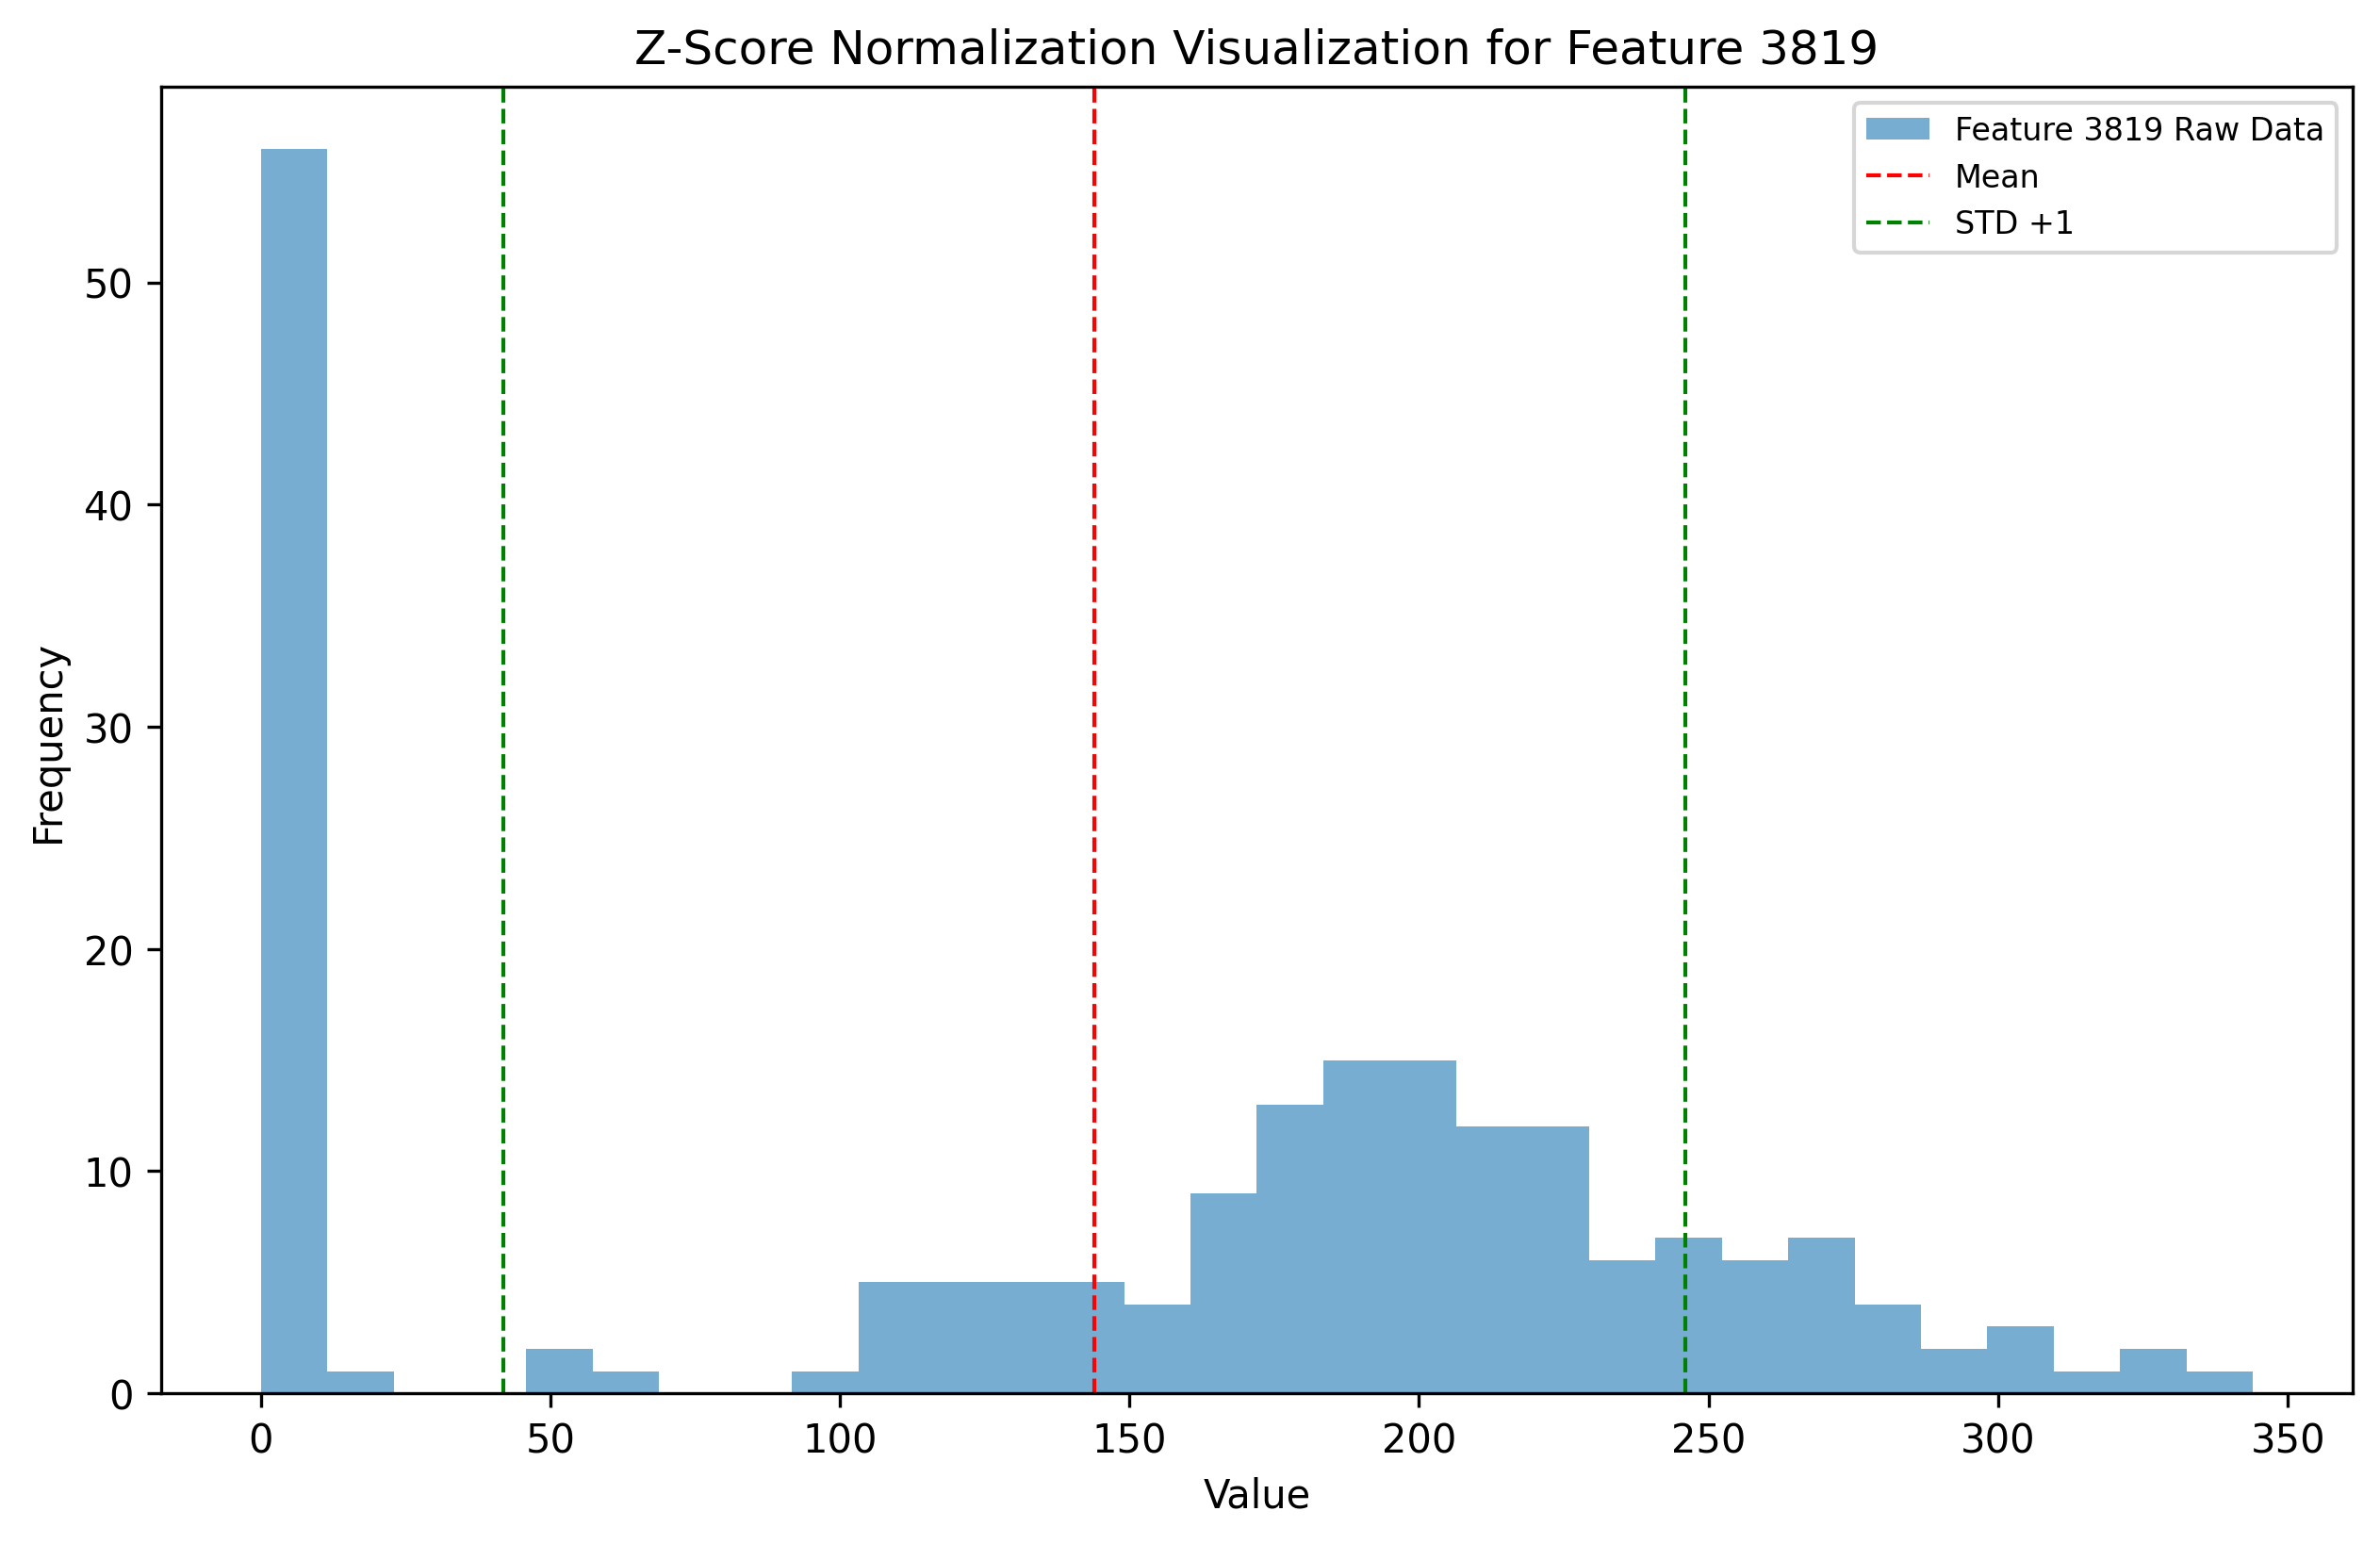 Z-Score Normalization Visualization for Feature 3819
Feature 3819 Raw Data
Mean
STD +1
Frequency
50
40
30
20
10
0
0 50 100 150 200 250 300 350
Value